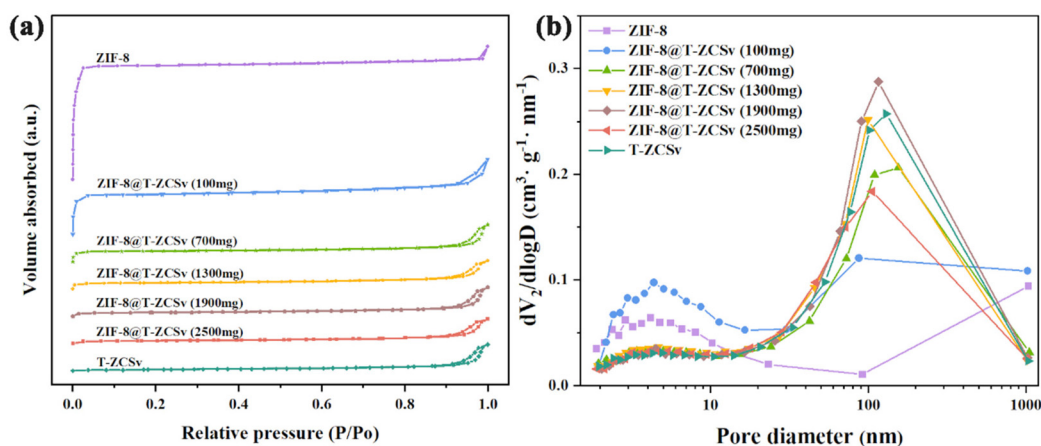 (a)
ZIF-8
ZIF-8@T-ZCSv (100mg)
ZIF-8@T-ZCSv (700mg)
ZIF-8@T-ZCSv (1300mg)
ZIF-8@T-ZCSv (1900mg)
ZIF-8@T-ZCSv (2500mg)
T-ZCSv
Volume absorbed (a.u.)
0.0 0.2 0.4 0.6 0.8 1.0
Relative pressure (P/Po)
(b)
ZIF-8
ZIF-8@T-ZCSv (100mg)
ZIF-8@T-ZCSv (700mg)
ZIF-8@T-ZCSv (1300mg)
ZIF-8@T-ZCSv (1900mg)
ZIF-8@T-ZCSv (2500mg)
T-ZCSv
dV₂/dlogD (cm³· g⁻¹· nm⁻¹)
0.3
0.2
0.1
0.0
10 100 1000
Pore diameter (nm)